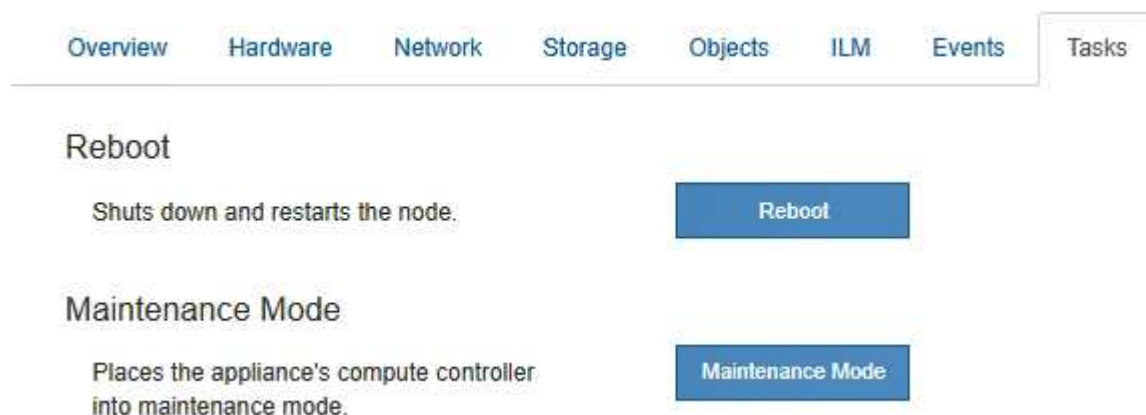 Overview Hardware Network Storage Objects ILM Events Tasks
Reboot
Shuts down and restarts the node. Reboot
Maintenance Mode
Places the appliance's compute controller Maintenance Mode
into maintenance mode.